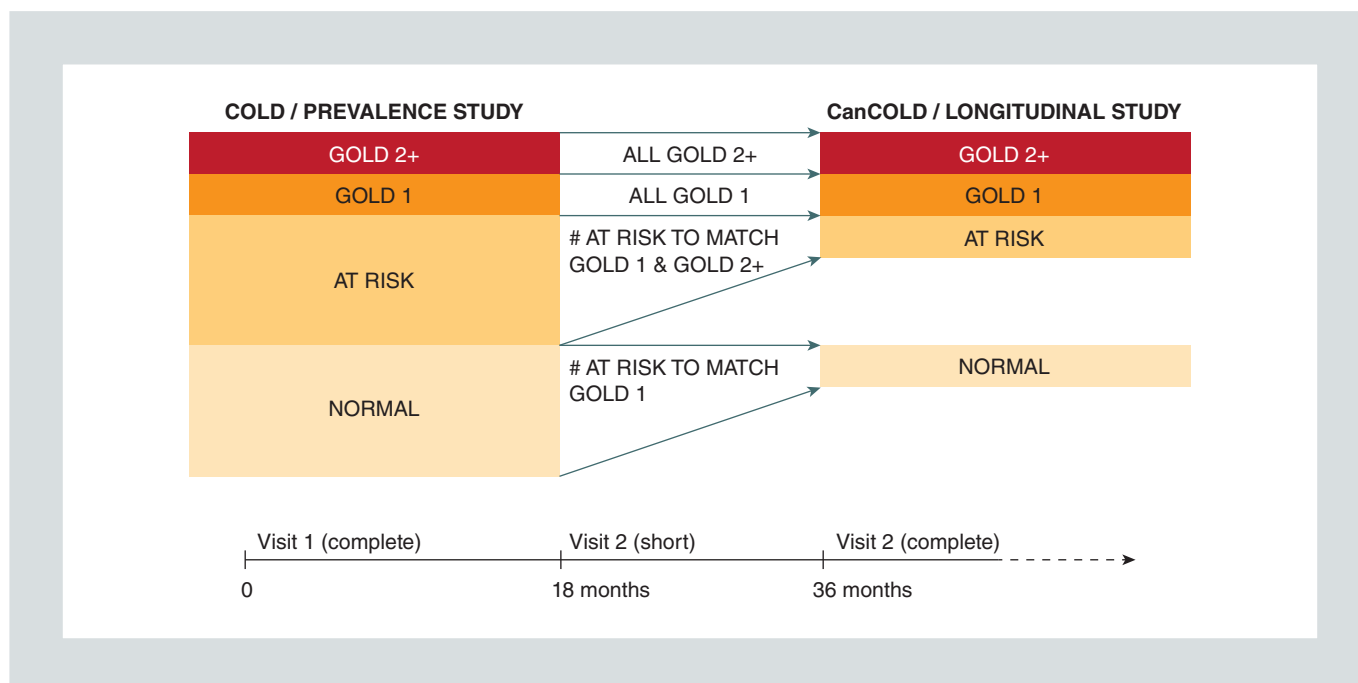 COLD / PREVALENCE STUDY
CanCOLD / LONGITUDINAL STUDY
GOLD 2+
ALL GOLD 2+
GOLD 2+
GOLD 1
ALL GOLD 1
GOLD 1
AT RISK
# AT RISK TO MATCH
GOLD 1 & GOLD 2+
AT RISK
NORMAL
# AT RISK TO MATCH
GOLD 1
NORMAL
Visit 1 (complete)
Visit 2 (short)
Visit 2 (complete)
0
18 months
36 months